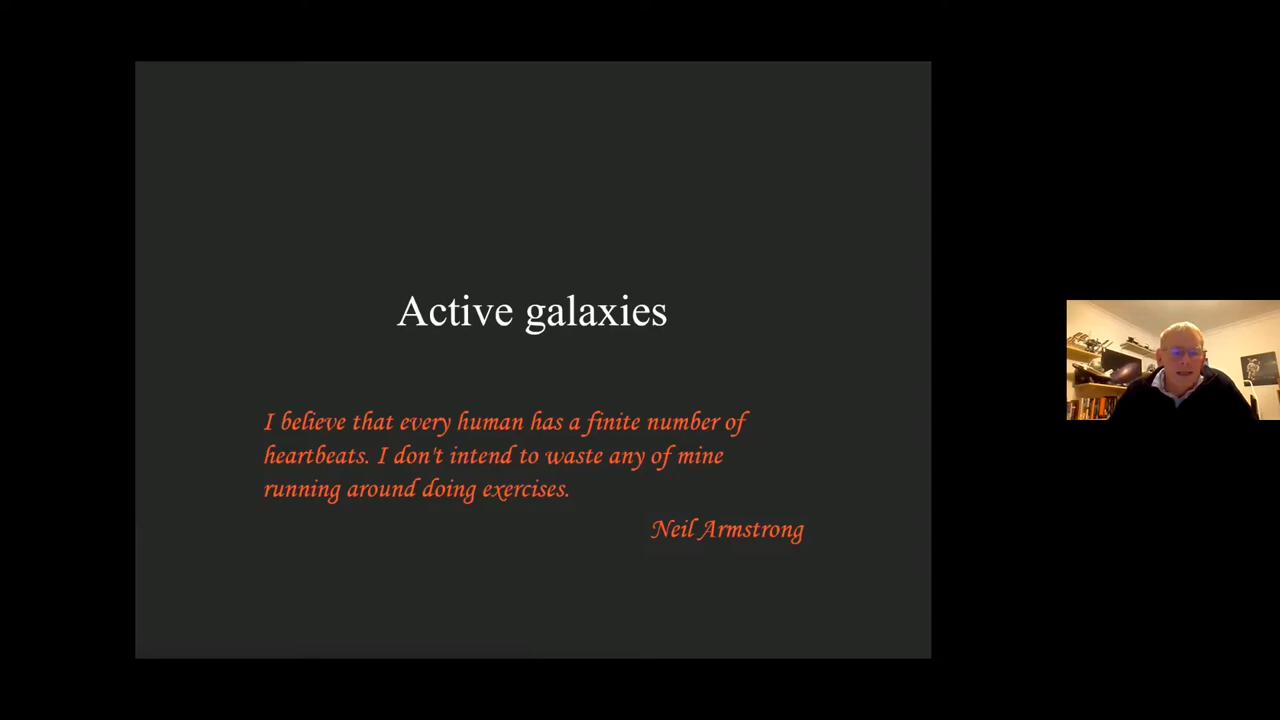 Active galaxies
I believe that every human has a finite number of
heartbeats. I don't intend to waste any of mine
running around doing exercises.
Neil Armstrong